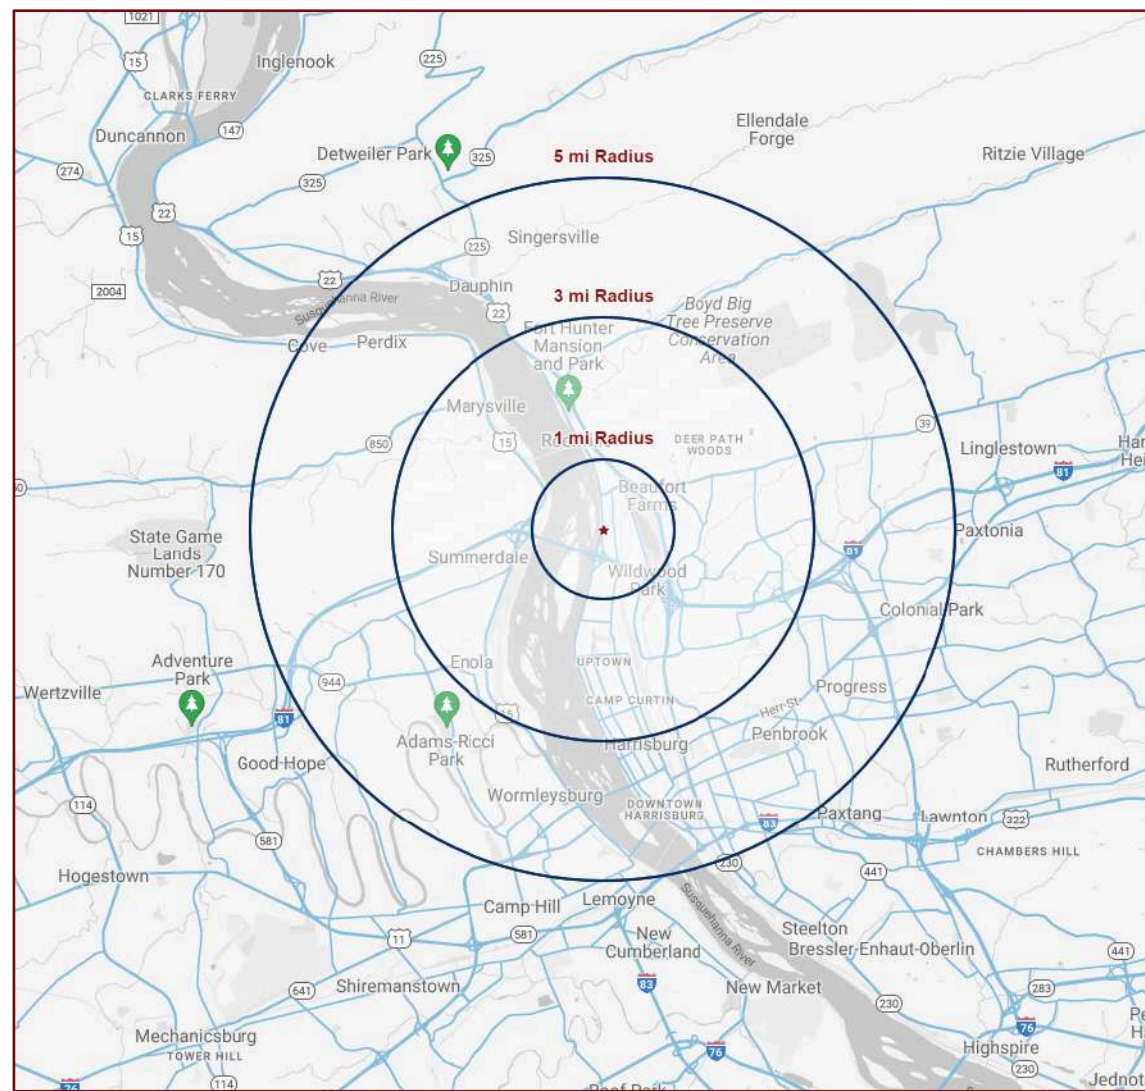 1021
Inglenook
15
225
CLARKS FERRY
Duncannon
147
Ellendale
Forge
Detweiler Park
325
5 mi Radius
Ritzie Village
274
325
22
15
Singersville
225
22
2004
Susquehanna River
Dauphin
22
3 mi Radius
Boyd Big
Tree Preserve
Conservation
Area
Cove
Perdix
Fort Hunter
Mansion
and Park
Marysville
39
850
15
1 mi Radius
DEER PATH
WOODS
Linglestown
81
Beaufort
Farms
State Game
Lands
Number 170
Paxtonia
Summerdale
81
Wildwood
Park
Colonial Park
Adventure
Park
Enola
UPTOWN
Wertzville
944
Progress
CAMP CURTIN
Herr St
81
15
Adams-Ricci
Park
Harrisburg
Penbrook
Good Hope
Rutherford
Wormleysburg
DOWNTOWN
HARRISBURG
114
83
Paxtang
Lawnton
322
581
CHAMBERS HILL
230
441
Hogestown
Camp Hill
Lemoyne
Susquehanna River
11
581
New
Cumberland
Steelton
Bressler-Enhaut-Oberlin
441
641
Shiremanstown
83
New Market
283
230
Mechanicsburg
TOWER HILL
76
76
Highspire
230
114
76